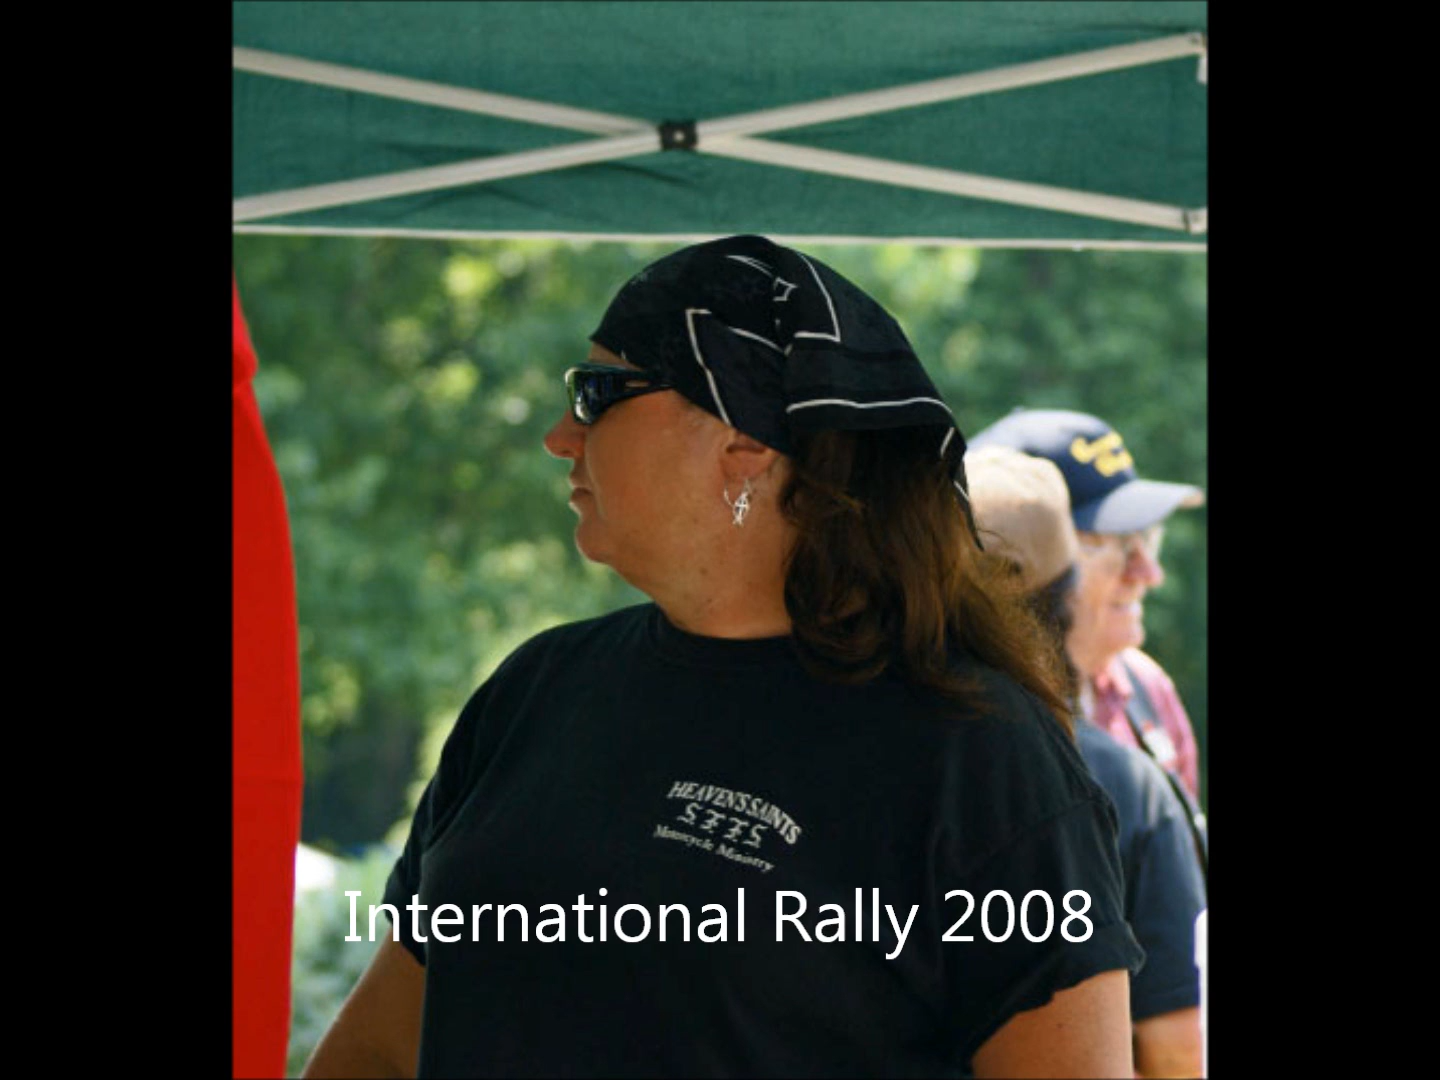 HEAVEN'S SAINTS
S.F.F.S
Motorcycle Ministry
International Rally 2008